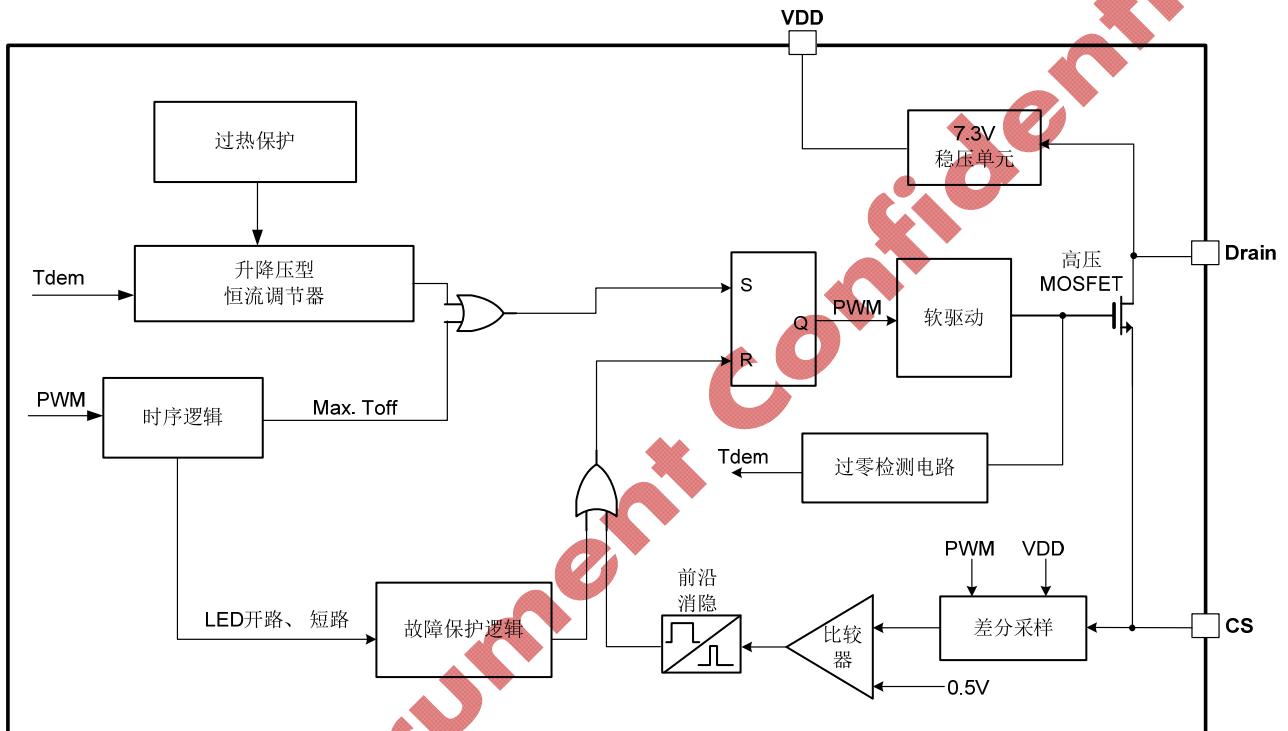 VDD
过热保护
7.3V
稳压单元
Drain
高压
MOSFET
Tdem
升降压型
恒流调节器
S
Q
R
PWM
软驱动
PWM
时序逻辑
Max. Toff
Tdem
过零检测电路
PWM
VDD
前沿
消隐
LED开路、 短路
故障保护逻辑
比较
器
差分采样
CS
0.5V
rument Confidenti